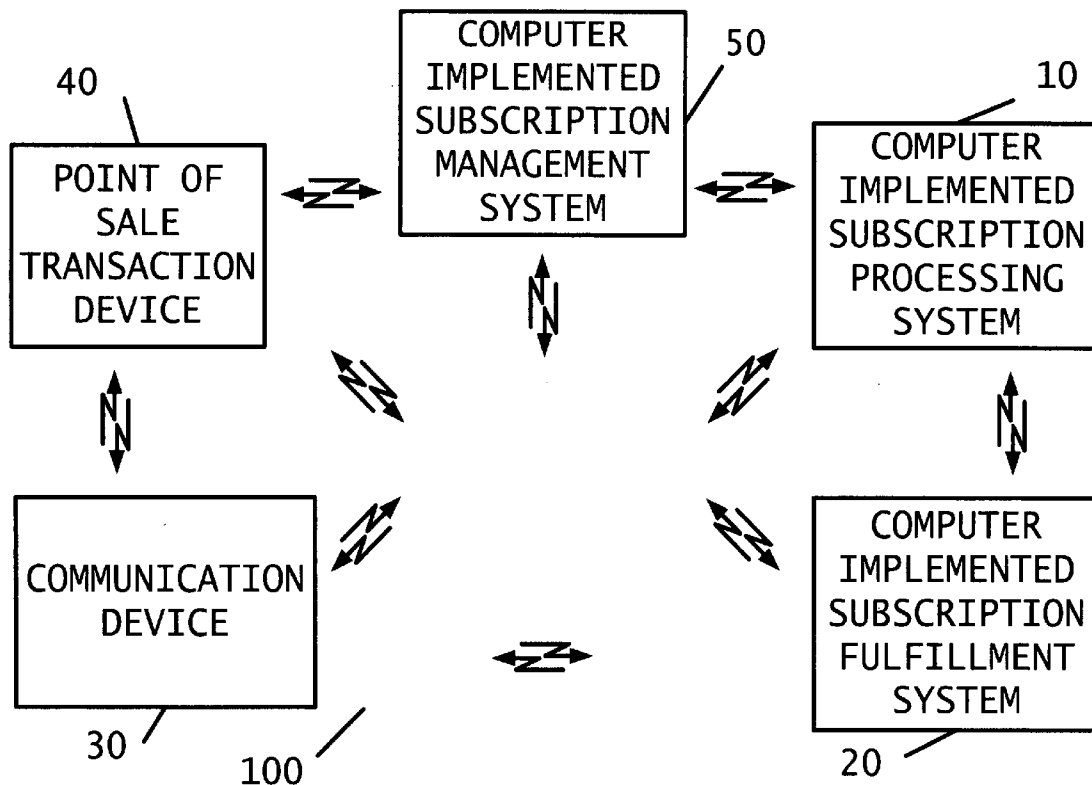 COMPUTER
IMPLEMENTED
SUBSCRIPTION
MANAGEMENT
SYSTEM
50
40
POINT OF
SALE
TRANSACTION
DEVICE
10
COMPUTER
IMPLEMENTED
SUBSCRIPTION
PROCESSING
SYSTEM
COMMUNICATION
DEVICE
30
100
COMPUTER
IMPLEMENTED
SUBSCRIPTION
FULFILLMENT
SYSTEM
20